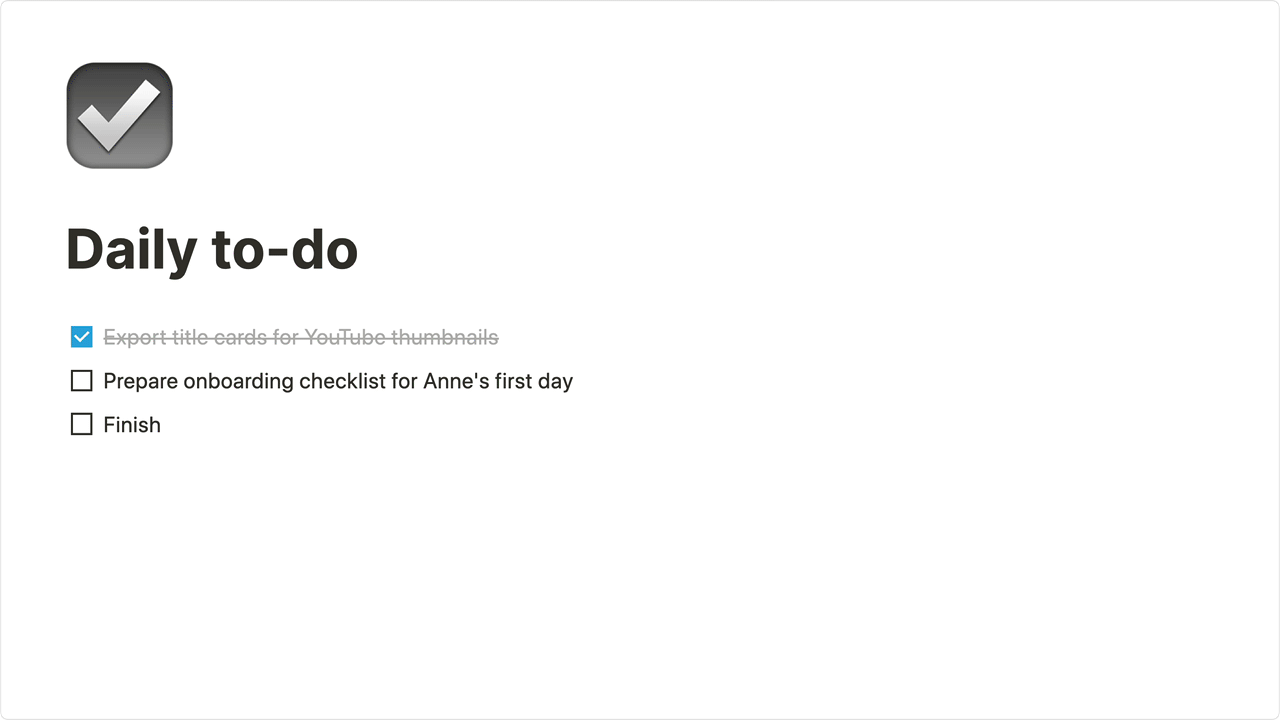 Daily to-do
Export title cards for YouTube thumbnails
Prepare onboarding checklist for Anne's first day
Finish